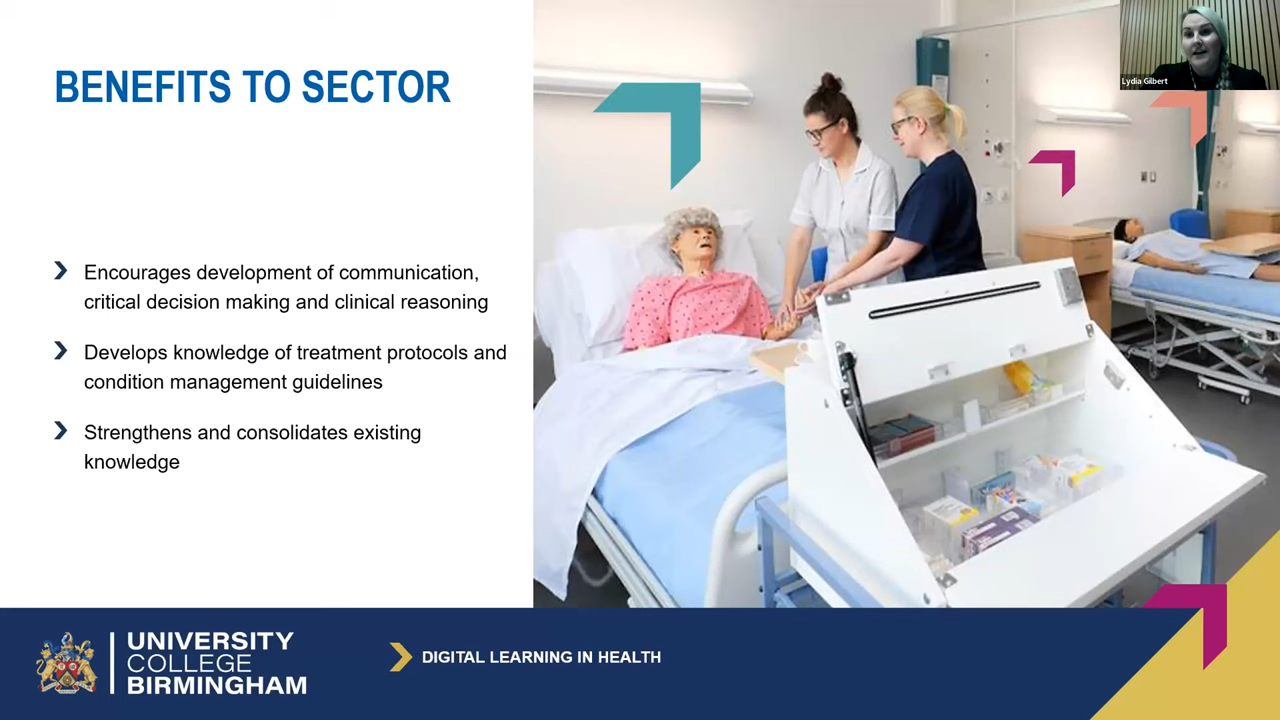 Lydia Gilbert
BENEFITS TO SECTOR
Encourages development of communication,
critical decision making and clinical reasoning
Develops knowledge of treatment protocols and
condition management guidelines
Strengthens and consolidates existing
knowledge
UNIVERSITY
COLLEGE
BIRMINGHAM
DIGITAL LEARNING IN HEALTH